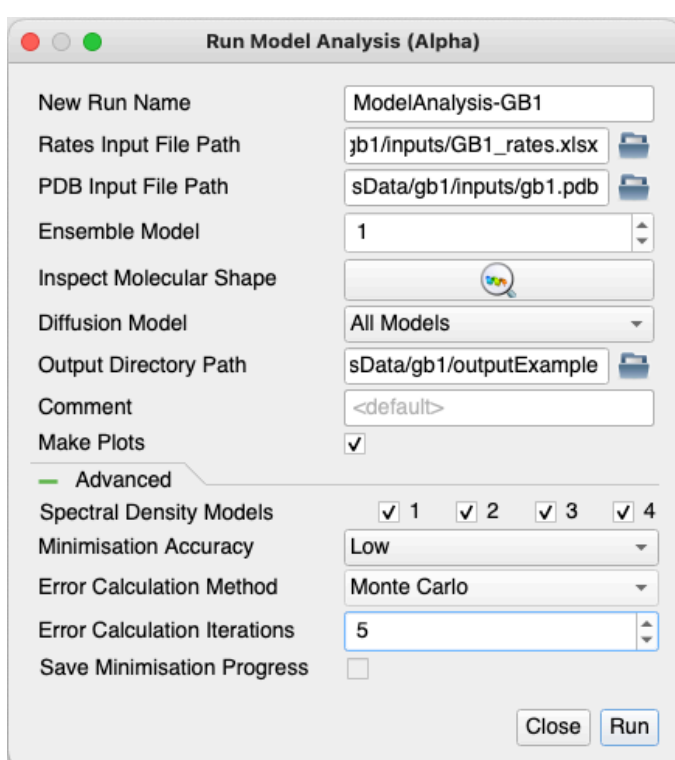 Run Model Analysis (Alpha)
New Run Name ModelAnalysis-GB1
Rates Input File Path gb1/inputs/GB1_rates.xlsx
PDB Input File Path sData/gb1/inputs/gb1.pdb
Ensemble Model 1
Inspect Molecular Shape
Diffusion Model All Models
Output Directory Path sData/gb1/outputExample
Comment <default>
Make Plots
Advanced
Spectral Density Models 1 2 3 4
Minimisation Accuracy Low
Error Calculation Method Monte Carlo
Error Calculation Iterations 5
Save Minimisation Progress
Close Run